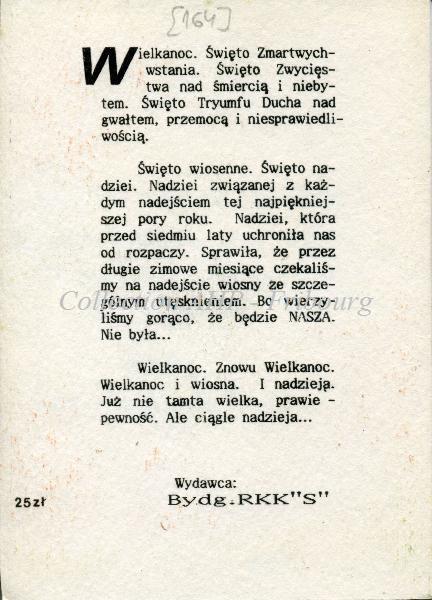 [164]
Wielkanoc. Święto Zmartwych-
wstania. Święto Zwycięs-
twa nad śmiercią i nieby-
tem. Święto Tryumfu Ducha nad
gwałtem, przemocą i niesprawiedli-
wością.
Święto wiosenne. Święto na-
dziei. Nadziei związanej z każ-
dym nadejściem tej najpiękniej-
szej pory roku. Nadziei, która
przed siedmiu laty uchroniła nas
od rozpaczy. Sprawiła, że przez
długie zimowe miesiące czekaliś-
my na nadejście wiosny ze szcze-
gólnym utęsknieniem. Bo wierzy-
liśmy gorąco, że będzie NASZA.
Nie była...
Wielkanoc. Znowu Wielkanoc.
Wielkanoc i wiosna. I nadzieja.
Już nie tamta wielka, prawie -
pewność. Ale ciągle nadzieja...
Wydawca:
Bydg.RKK"S"
25zł